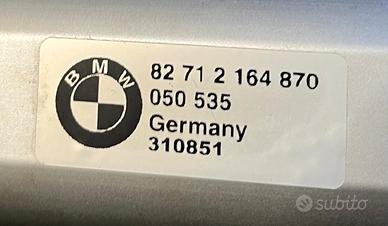 BMW
82 71 2 164 870
050 535
Germany
310851
subito